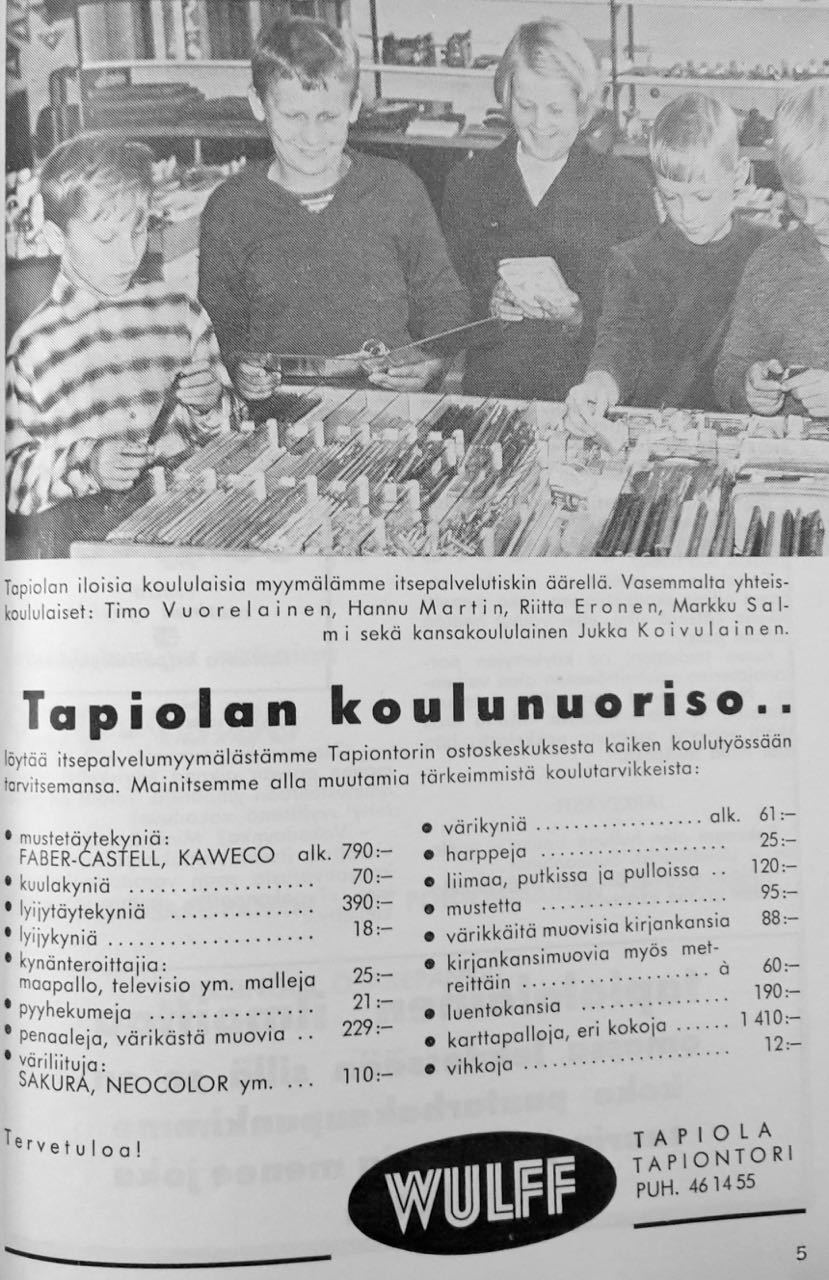 Tapiolan iloisia koululaisia myymälämme itsepalvelutiskin äärellä. Vasemmalta yhteis-
koululaiset: Timo Vuorelainen, Hannu Martin, Riitta Eronen, Markku Sal-
mi sekä kansakoululainen Jukka Koivulainen.
Tapiolan koulunuoriso..
löytää itsepalvelumyymälästämme Tapiontorin ostoskeskuksesta kaiken koulutyössään
tarvitsemansa. Mainitsemme alla muutamia tärkeimmistä koulutarvikkeista:
• mustetäytekyniä:
FABER-CASTELL, KAWECO alk. 790:—
• kuulakyniä .................... 70:—
• lyijytäytekyniä ................ 390:—
• lyijykyniä .................... 18:—
• kynänteroittajia:
maapallo, televisio ym. malleja 25:—
• pyyhekumeja ................ 21:—
• penaaleja, värikästä muovia .. 229:—
• väriliituja:
SAKURA, NEOCOLOR ym. ... 110:—
• värikyniä ................. alk. 61:—
• harppeja .................... 25:—
• liimaa, putkissa ja pulloissa .. 120:—
• mustetta .................... 95:—
• värikkäitä muovisia kirjankansia 88:—
• kirjankansimuovia myös met-
reittäin .................... à 60:—
• luentokansia ................ 190:—
• karttapalloja, eri kokoja ...... 1 410:—
• vihkoja ...................... 12:—
Tervetuloa!
WULFF
TAPIOLA
TAPIONTORI
PUH. 46 14 55
5